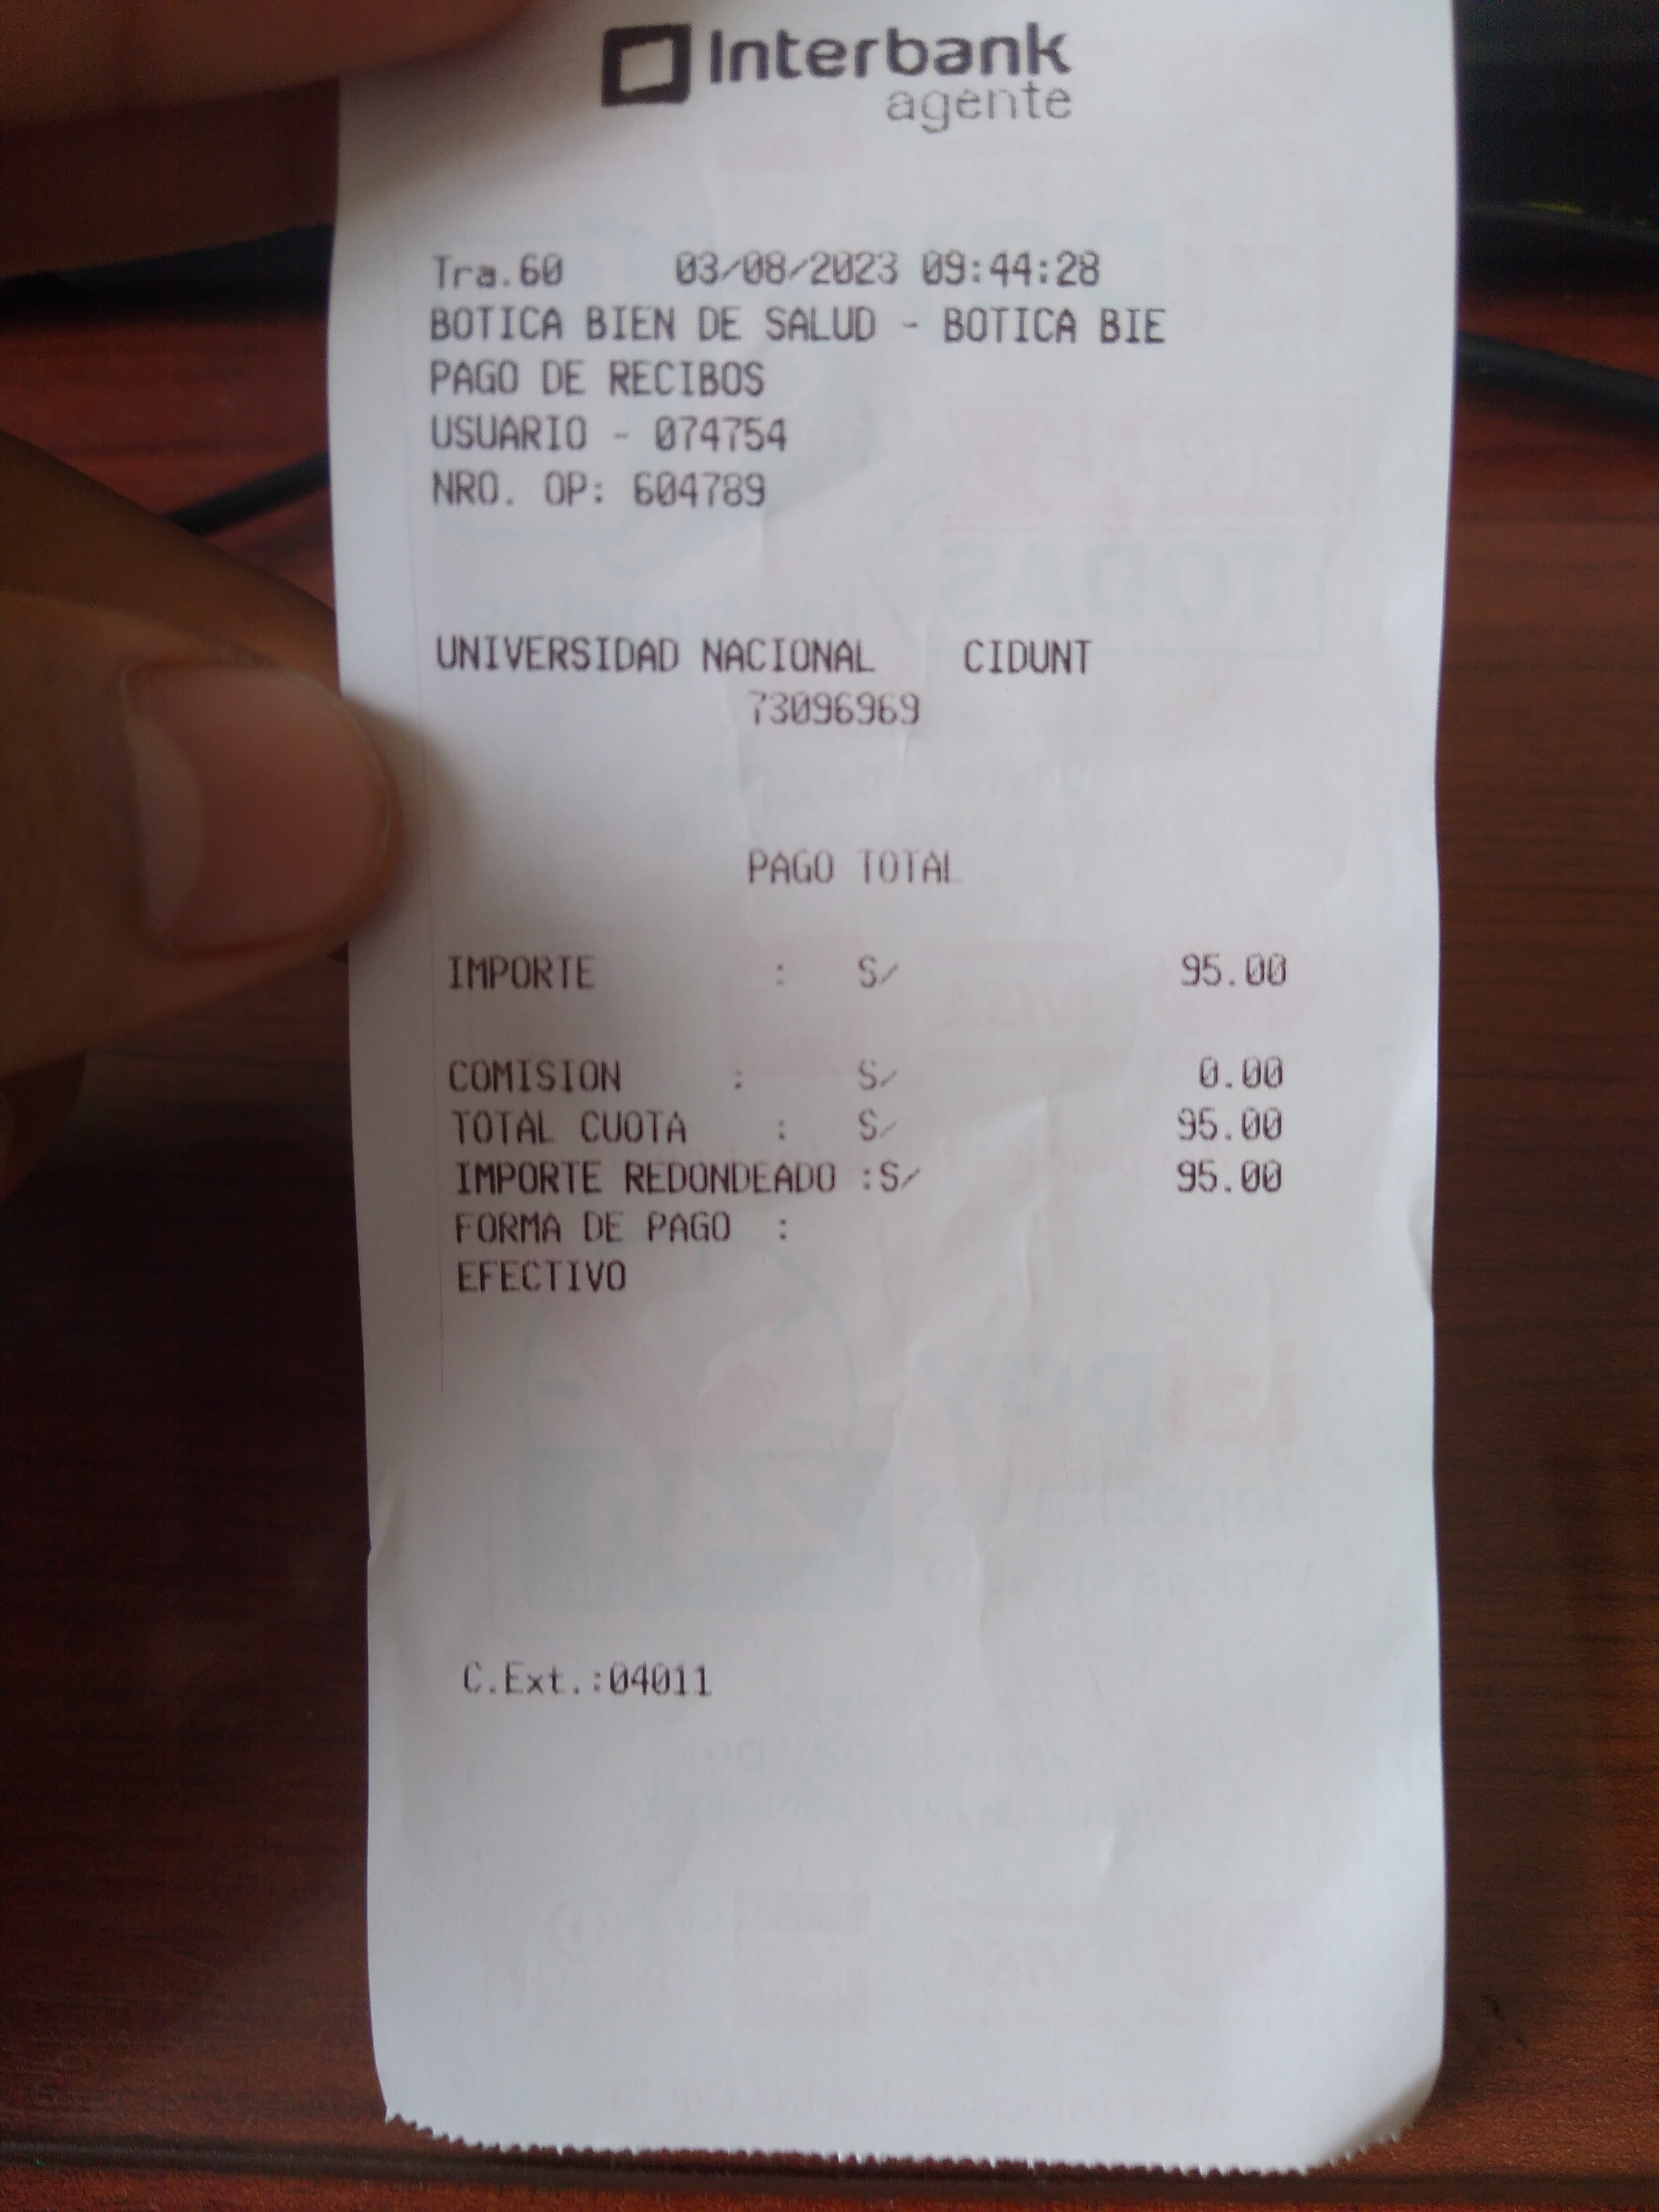 Interbank
agente
Tra.60 03/08/2023 09:44:28
BOTICA BIEN DE SALUD - BOTICA BIE
PAGO DE RECIBOS
USUARIO - 074754
NRO. OP: 604789
UNIVERSIDAD NACIONAL CIDUNT
73096969
PAGO TOTAL
IMPORTE : S/ 95.00
COMISION : S/ 0.00
TOTAL CUOTA : S/ 95.00
IMPORTE REDONDEADO :S/ 95.00
FORMA DE PAGO :
EFECTIVO
C.Ext.:04011